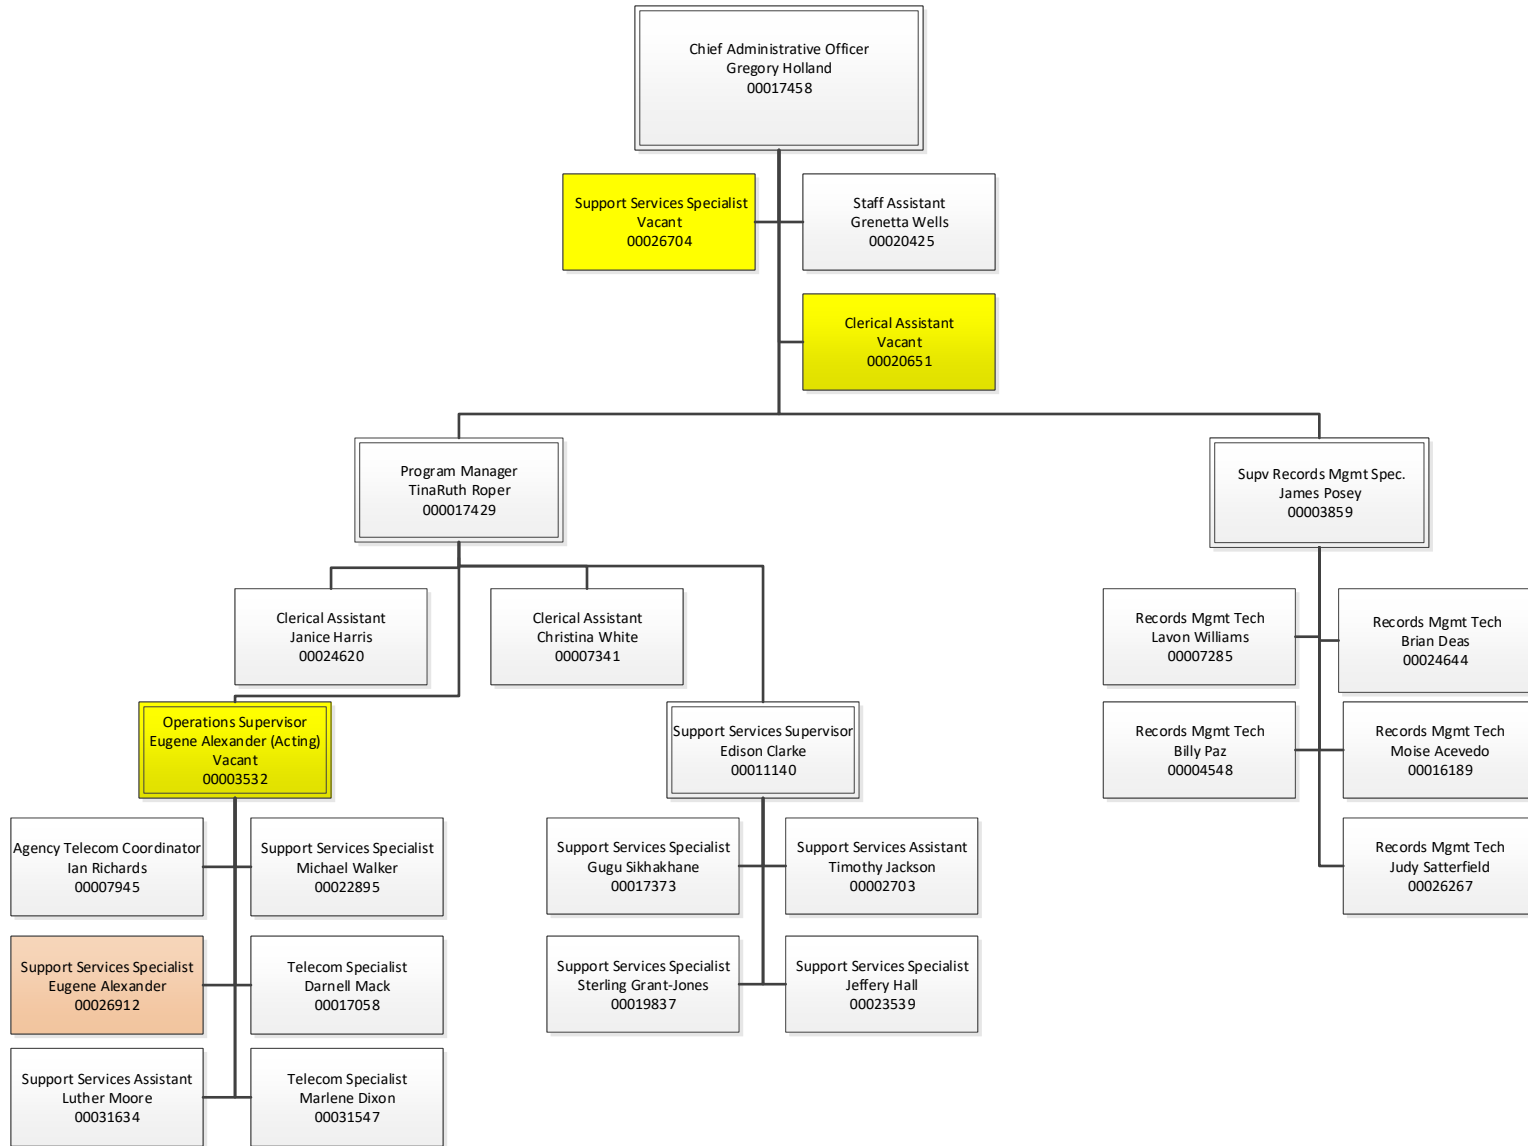 Chief Administrative Officer
Gregory Holland
00017458
Support Services Specialist
Vacant
00026704
Staff Assistant
Grenetta Wells
00020425
Clerical Assistant
Vacant
00020651
Program Manager
TinaRuth Roper
000017429
Supv Records Mgmt Spec.
James Posey
00003859
Clerical Assistant
Janice Harris
00024620
Clerical Assistant
Christina White
00007341
Records Mgmt Tech
Lavon Williams
00007285
Records Mgmt Tech
Brian Deas
00024644
Operations Supervisor
Eugene Alexander (Acting)
Vacant
00003532
Support Services Supervisor
Edison Clarke
00011140
Records Mgmt Tech
Billy Paz
00004548
Records Mgmt Tech
Moise Acevedo
00016189
Agency Telecom Coordinator
Ian Richards
00007945
Support Services Specialist
Michael Walker
00022895
Support Services Specialist
Gugu Sikhakhane
00017373
Support Services Assistant
Timothy Jackson
00002703
Records Mgmt Tech
Judy Satterfield
00026267
Support Services Specialist
Eugene Alexander
00026912
Telecom Specialist
Darnell Mack
00017058
Support Services Specialist
Sterling Grant-Jones
00019837
Support Services Specialist
Jeffery Hall
00023539
Support Services Assistant
Luther Moore
00031634
Telecom Specialist
Marlene Dixon
00031547